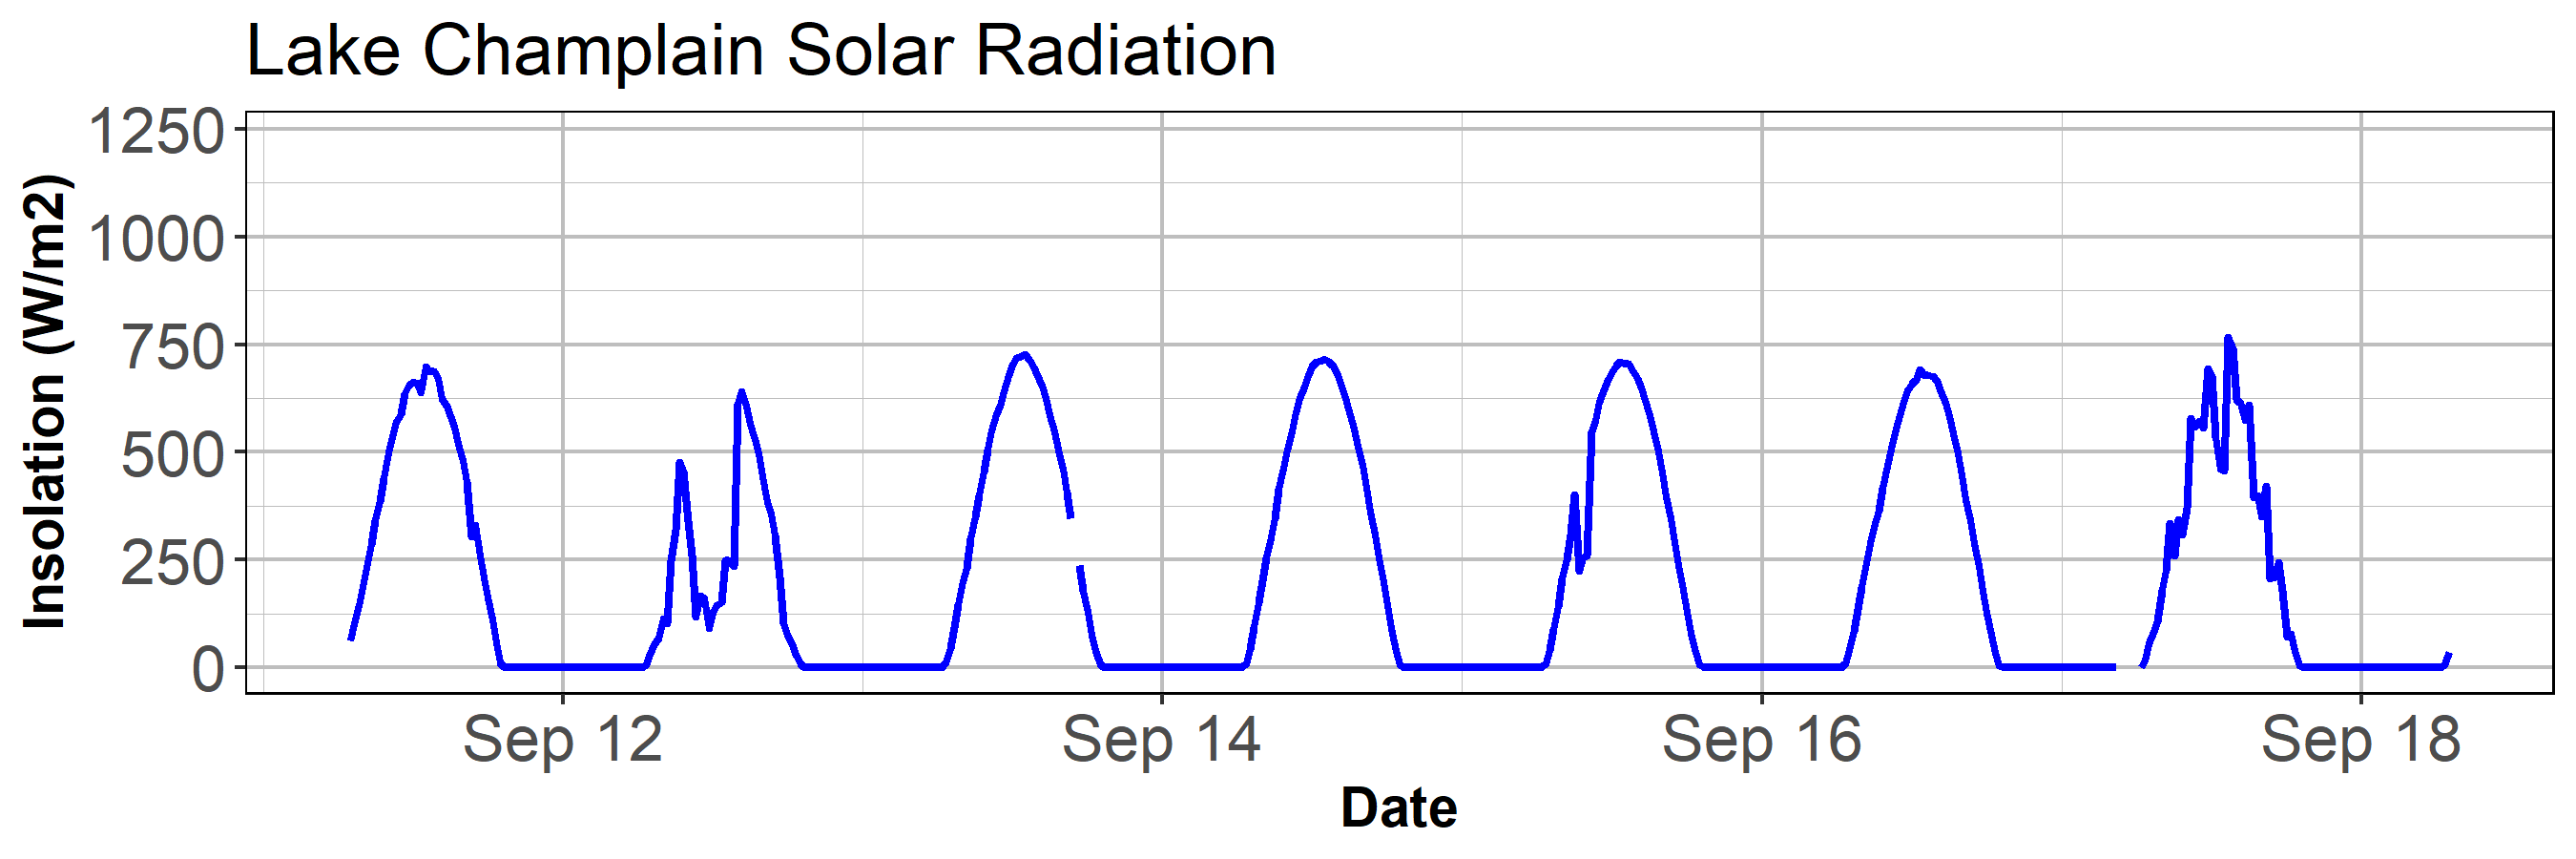 Lake Champlain Solar Radiation
Insolation (W/m2)
1250
1000
750
500
250
0
Sep 12 Sep 14 Sep 16 Sep 18
Date